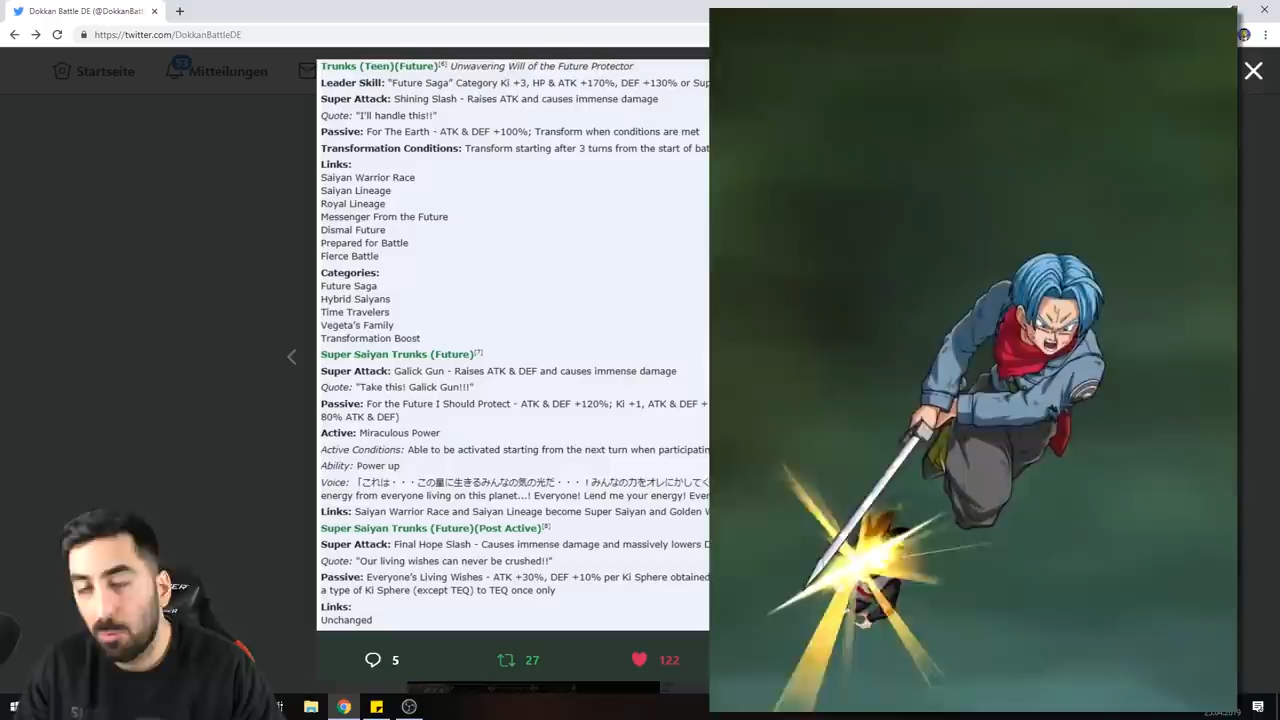 Dokkan Battle DE (@DokkanBatt
https://twitter.com/DokkanBattleDE
Startseite
53
Mitteilungen
Trunks (Teen)(Future)[6] Unwavering Will of the Future Protector
Leader Skill: "Future Saga" Category Ki +3, HP & ATK +170%, DEF +130% or Sup
Super Attack: Shining Slash - Raises ATK and causes immense damage
Quote: "I'll handle this!!"
Passive: For The Earth - ATK & DEF +100%; Transform when conditions are met
Transformation Conditions: Transform starting after 3 turns from the start of bat
Links:
Saiyan Warrior Race
Saiyan Lineage
Royal Lineage
Messenger From the Future
Dismal Future
Prepared for Battle
Fierce Battle
Categories:
Future Saga
Hybrid Saiyans
Time Travelers
Vegeta's Family
Transformation Boost
Super Saiyan Trunks (Future)[7]
Super Attack: Galick Gun - Raises ATK & DEF and causes immense damage
Quote: "Take this! Galick Gun!!!"
Passive: For the Future I Should Protect - ATK & DEF +120%; Ki +1, ATK & DEF +
80% ATK & DEF)
Active: Miraculous Power
Active Conditions: Able to be activated starting from the next turn when participatin
Ability: Power up
Voice: 「これは・・・この星に生きるみんなの気の光だ・・・！みんなの力をオレにかしてく
energy from everyone living on this planet...! Everyone! Lend me your energy! Ever
Links: Saiyan Warrior Race and Saiyan Lineage become Super Saiyan and Golden W
Super Saiyan Trunks (Future)(Post Active)[8]
Super Attack: Final Hope Slash - Causes immense damage and massively lowers D
Quote: "Our living wishes can never be crushed!!"
Passive: Everyone's Living Wishes - ATK +30%, DEF +10% per Ki Sphere obtained
a type of Ki Sphere (except TEQ) to TEQ once only
Links:
Unchanged
5
27
122